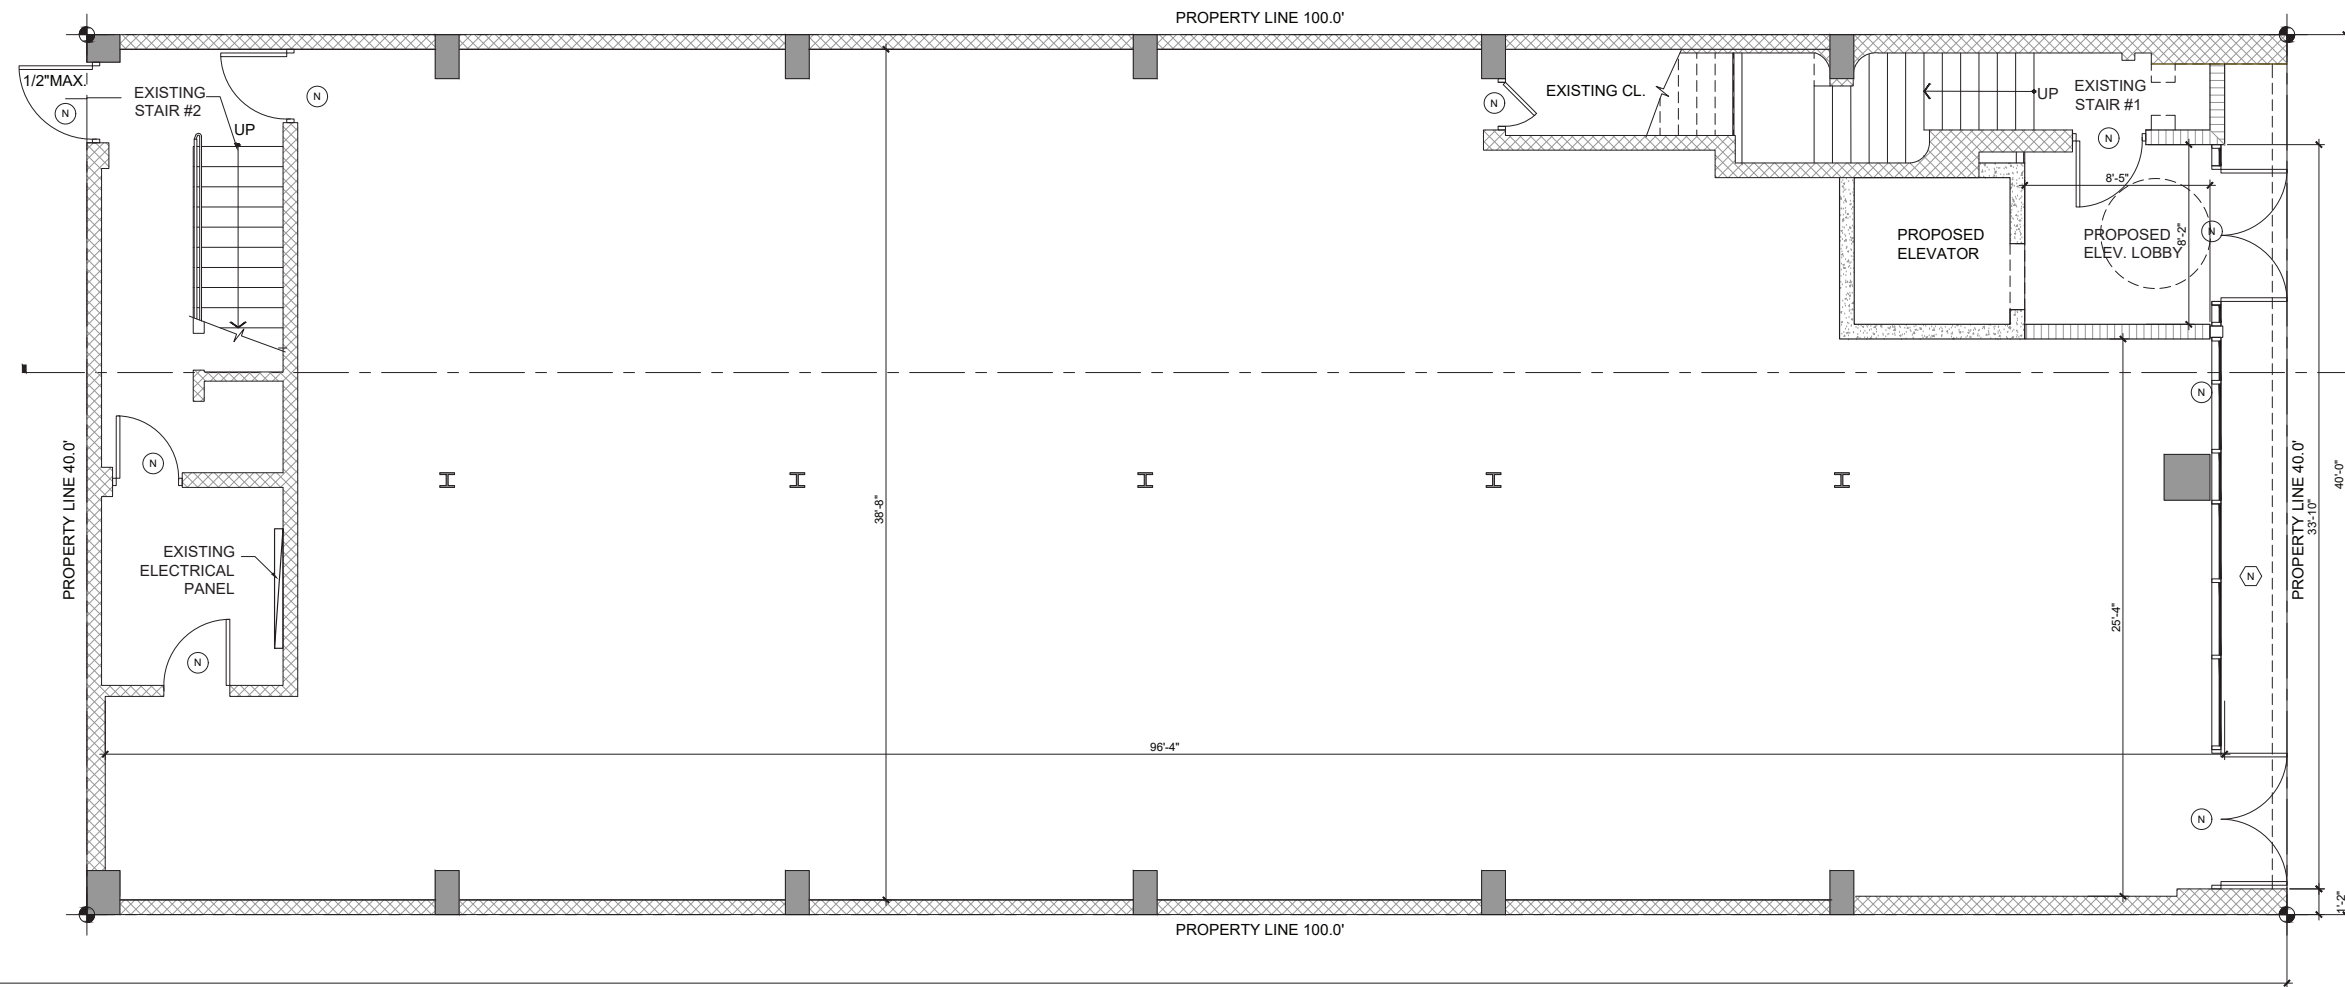 PROPERTY LINE 100.0'
1/2"MAX.
N
EXISTING
STAIR #2
UP
N
EXISTING CL.
N
UP
EXISTING
STAIR #1
N
8'-5"
PROPOSED
ELEVATOR
PROPOSED
ELEV. LOBBY
8'-2"
N
N
PROPERTY LINE 40.0'
N
38'-8"
EXISTING
ELECTRICAL
PANEL
N
25'-4"
N
PROPERTY LINE 40.0'
33'-10"
40'-0"
96'-4"
N
1'-2"
PROPERTY LINE 100.0'